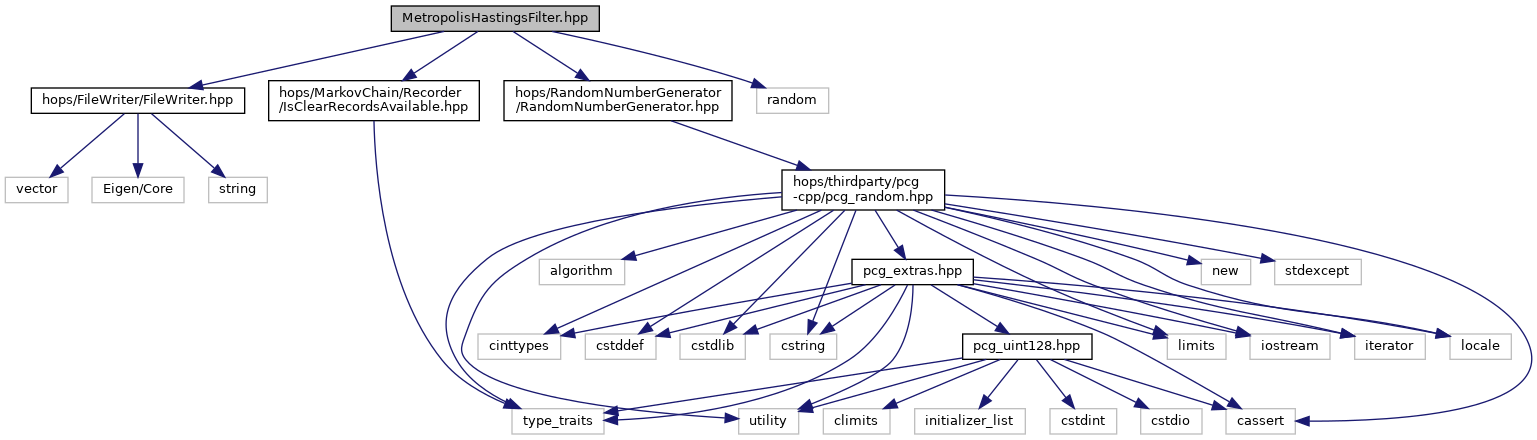 MetropolisHastingsFilter.hpp
hops/FileWriter/FileWriter.hpp
hops/MarkovChain/Recorder
/IsClearRecordsAvailable.hpp
hops/RandomNumberGenerator
/RandomNumberGenerator.hpp
random
vector
Eigen/Core
string
hops/thirdparty/pcg
-cpp/pcg_random.hpp
algorithm
pcg_extras.hpp
new
stdexcept
cinttypes
cstddef
cstdlib
cstring
pcg_uint128.hpp
limits
iostream
iterator
locale
type_traits
utility
climits
initializer_list
cstdint
cstdio
cassert